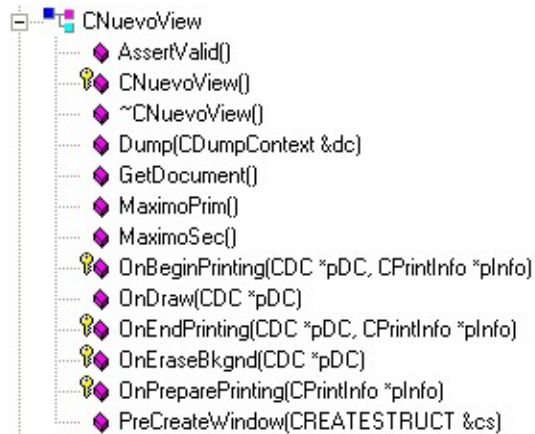 CNuevoView
AssertValid()
CNuevoView()
~CNuevoView()
Dump(CDumpContext &dc)
GetDocument()
MaximoPrim()
MaximoSec()
OnBeginPrinting(CDC *pDC, CPrintInfo *pInfo)
OnDraw(CDC *pDC)
OnEndPrinting(CDC *pDC, CPrintInfo *pInfo)
OnEraseBkgnd(CDC *pDC)
OnPreparePrinting(CPrintInfo *pInfo)
PreCreateWindow(CREATESTRUCT &cs)